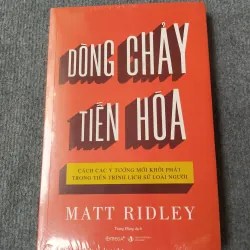 DÒNG CHẢY
TIẾN HÓA
CÁCH CÁC Ý TƯỞNG MỚI KHỞI PHÁT
TRONG TIẾN TRÌNH LỊCH SỬ LOÀI NGƯỜI
MATT RIDLEY